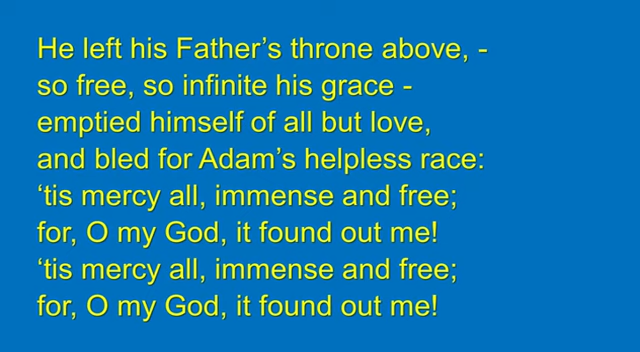 He left his Father’s throne above, -
so free, so infinite his grace -
emptied himself of all but love,
and bled for Adam’s helpless race:
‘tis mercy all, immense and free;
for, O my God, it found out me!
‘tis mercy all, immense and free;
for, O my God, it found out me!